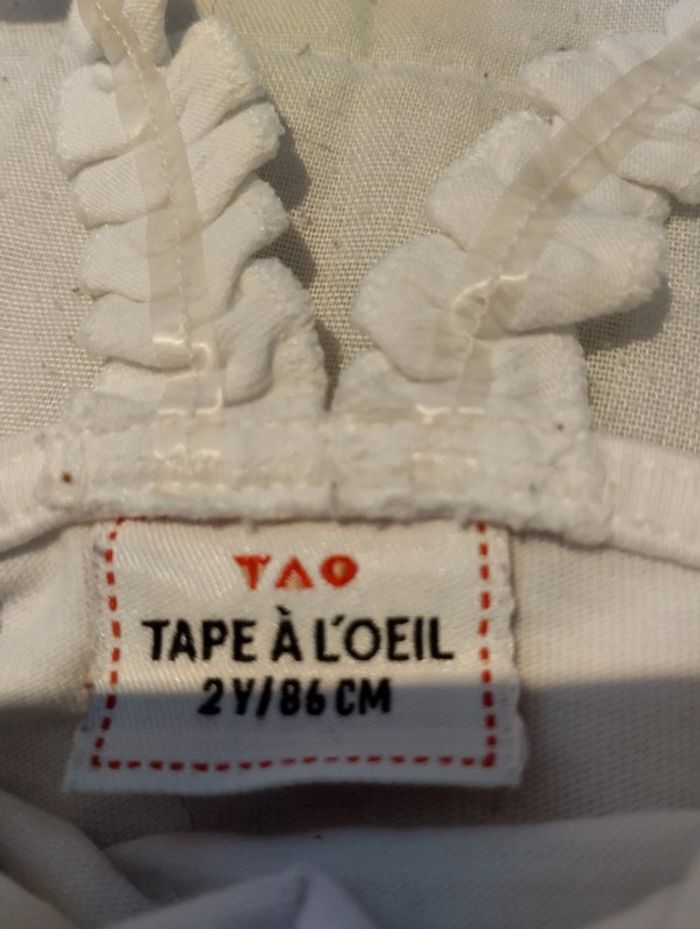 TAO
TAPE À L'OEIL
2Y/86CM